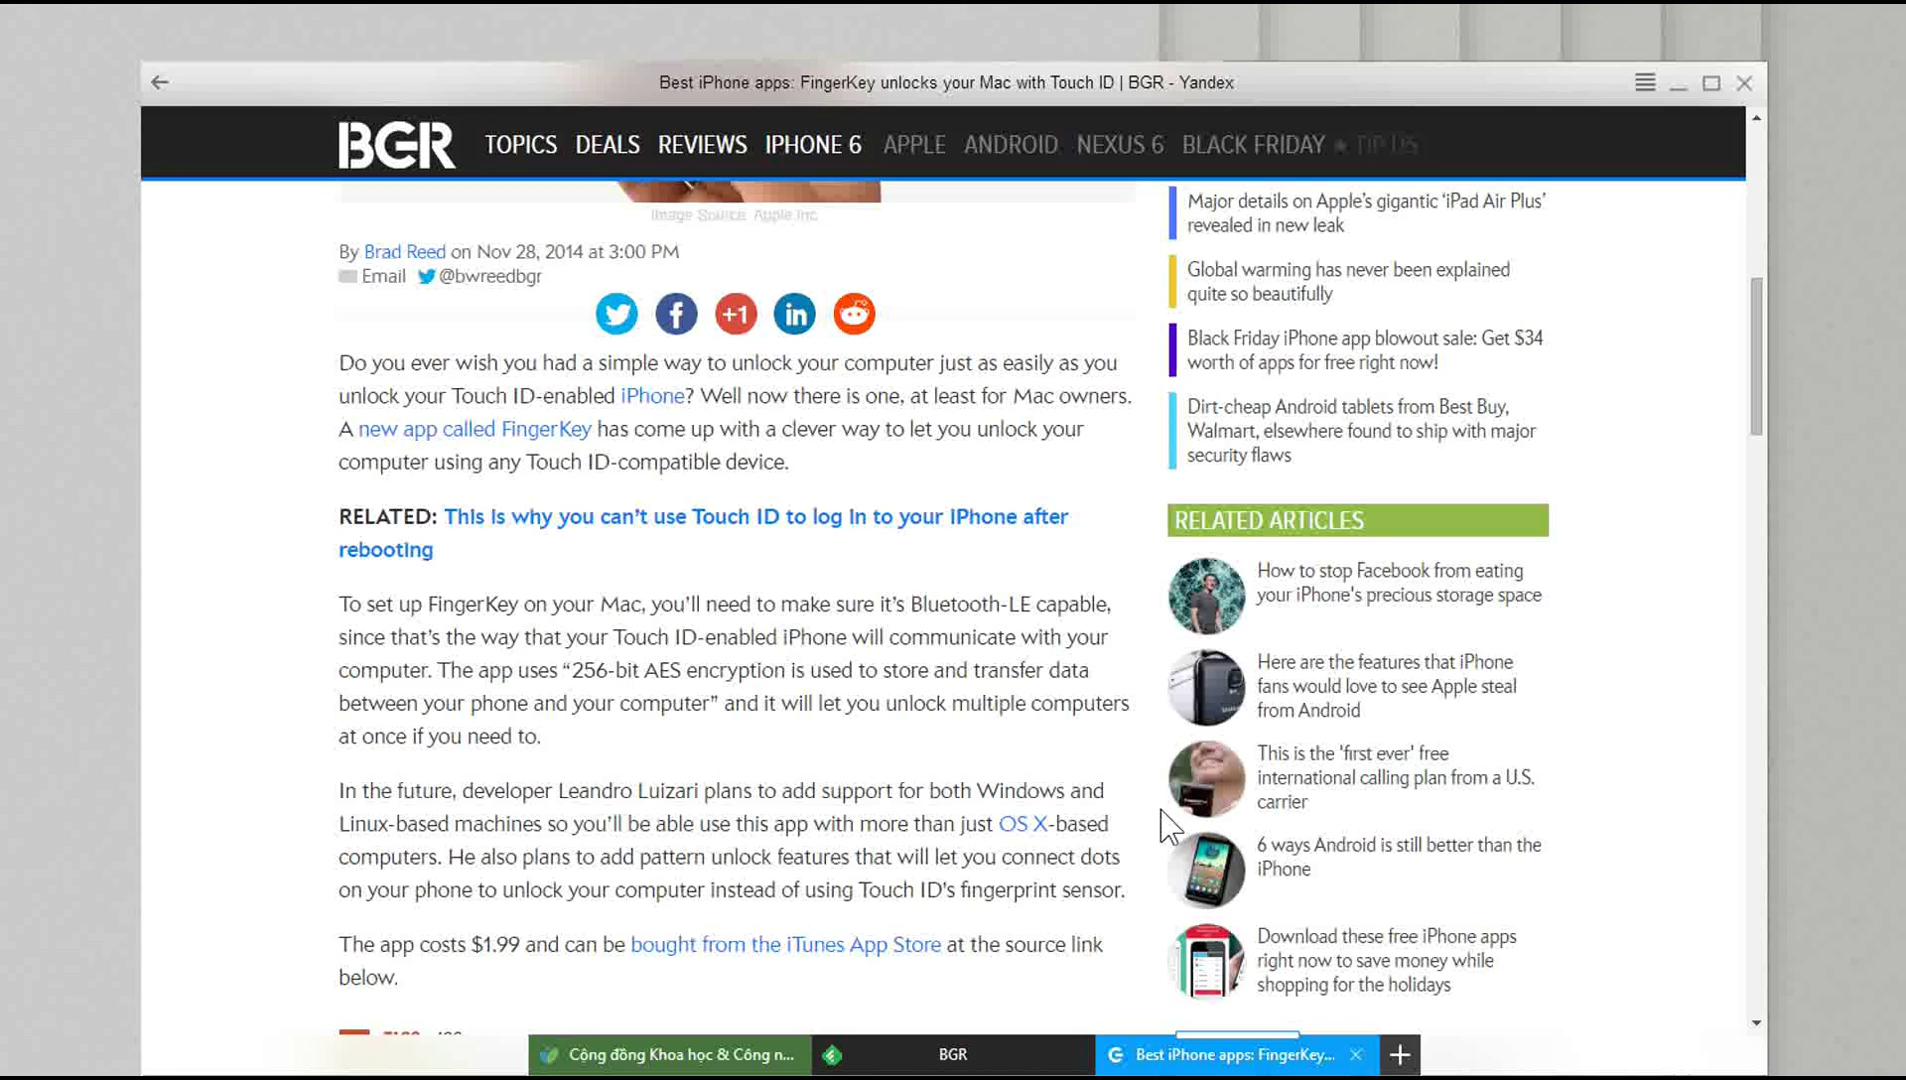 Best iPhone apps: FingerKey unlocks your Mac with Touch ID | BGR - Yandex
BGR TOPICS DEALS REVIEWS IPHONE 6 APPLE ANDROID NEXUS 6 BLACK FRIDAY TIP US
Image Source: Apple Inc
By Brad Reed on Nov 28, 2014 at 3:00 PM
Email @bwreedbgr
+1
Do you ever wish you had a simple way to unlock your computer just as easily as you
unlock your Touch ID-enabled iPhone? Well now there is one, at least for Mac owners.
A new app called FingerKey has come up with a clever way to let you unlock your
computer using any Touch ID-compatible device.
RELATED: This is why you can’t use Touch ID to log in to your iPhone after
rebooting
To set up FingerKey on your Mac, you’ll need to make sure it’s Bluetooth-LE capable,
since that’s the way that your Touch ID-enabled iPhone will communicate with your
computer. The app uses “256-bit AES encryption is used to store and transfer data
between your phone and your computer” and it will let you unlock multiple computers
at once if you need to.
In the future, developer Leandro Luizari plans to add support for both Windows and
Linux-based machines so you’ll be able use this app with more than just OS X-based
computers. He also plans to add pattern unlock features that will let you connect dots
on your phone to unlock your computer instead of using Touch ID’s fingerprint sensor.
The app costs $1.99 and can be bought from the iTunes App Store at the source link
below.
Major details on Apple’s gigantic ‘iPad Air Plus’
revealed in new leak
Global warming has never been explained
quite so beautifully
Black Friday iPhone app blowout sale: Get $34
worth of apps for free right now!
Dirt-cheap Android tablets from Best Buy,
Walmart, elsewhere found to ship with major
security flaws
RELATED ARTICLES
How to stop Facebook from eating
your iPhone's precious storage space
Here are the features that iPhone
fans would love to see Apple steal
from Android
This is the 'first ever' free
international calling plan from a U.S.
carrier
6 ways Android is still better than the
iPhone
Download these free iPhone apps
right now to save money while
shopping for the holidays
Cộng đồng Khoa học & Công n...
BGR
Best iPhone apps: FingerKey...